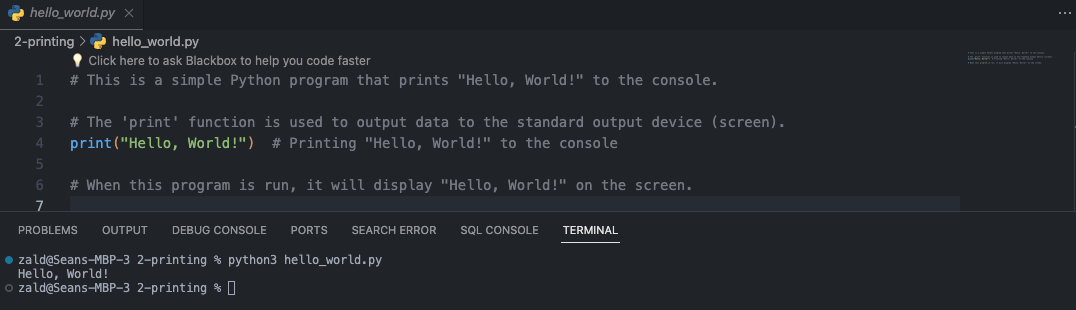 hello_world.py ×
2-printing > hello_world.py
Click here to ask Blackbox to help you code faster
1 # This is a simple Python program that prints "Hello, World!" to the console.
2
3 # The 'print' function is used to output data to the standard output device (screen).
4 print("Hello, World!")  # Printing "Hello, World!" to the console
5
6 # When this program is run, it will display "Hello, World!" on the screen.
7
PROBLEMS OUTPUT DEBUG CONSOLE PORTS SEARCH ERROR SQL CONSOLE TERMINAL
zald@Seans-MBP-3 2-printing % python3 hello_world.py
Hello, World!
zald@Seans-MBP-3 2-printing %